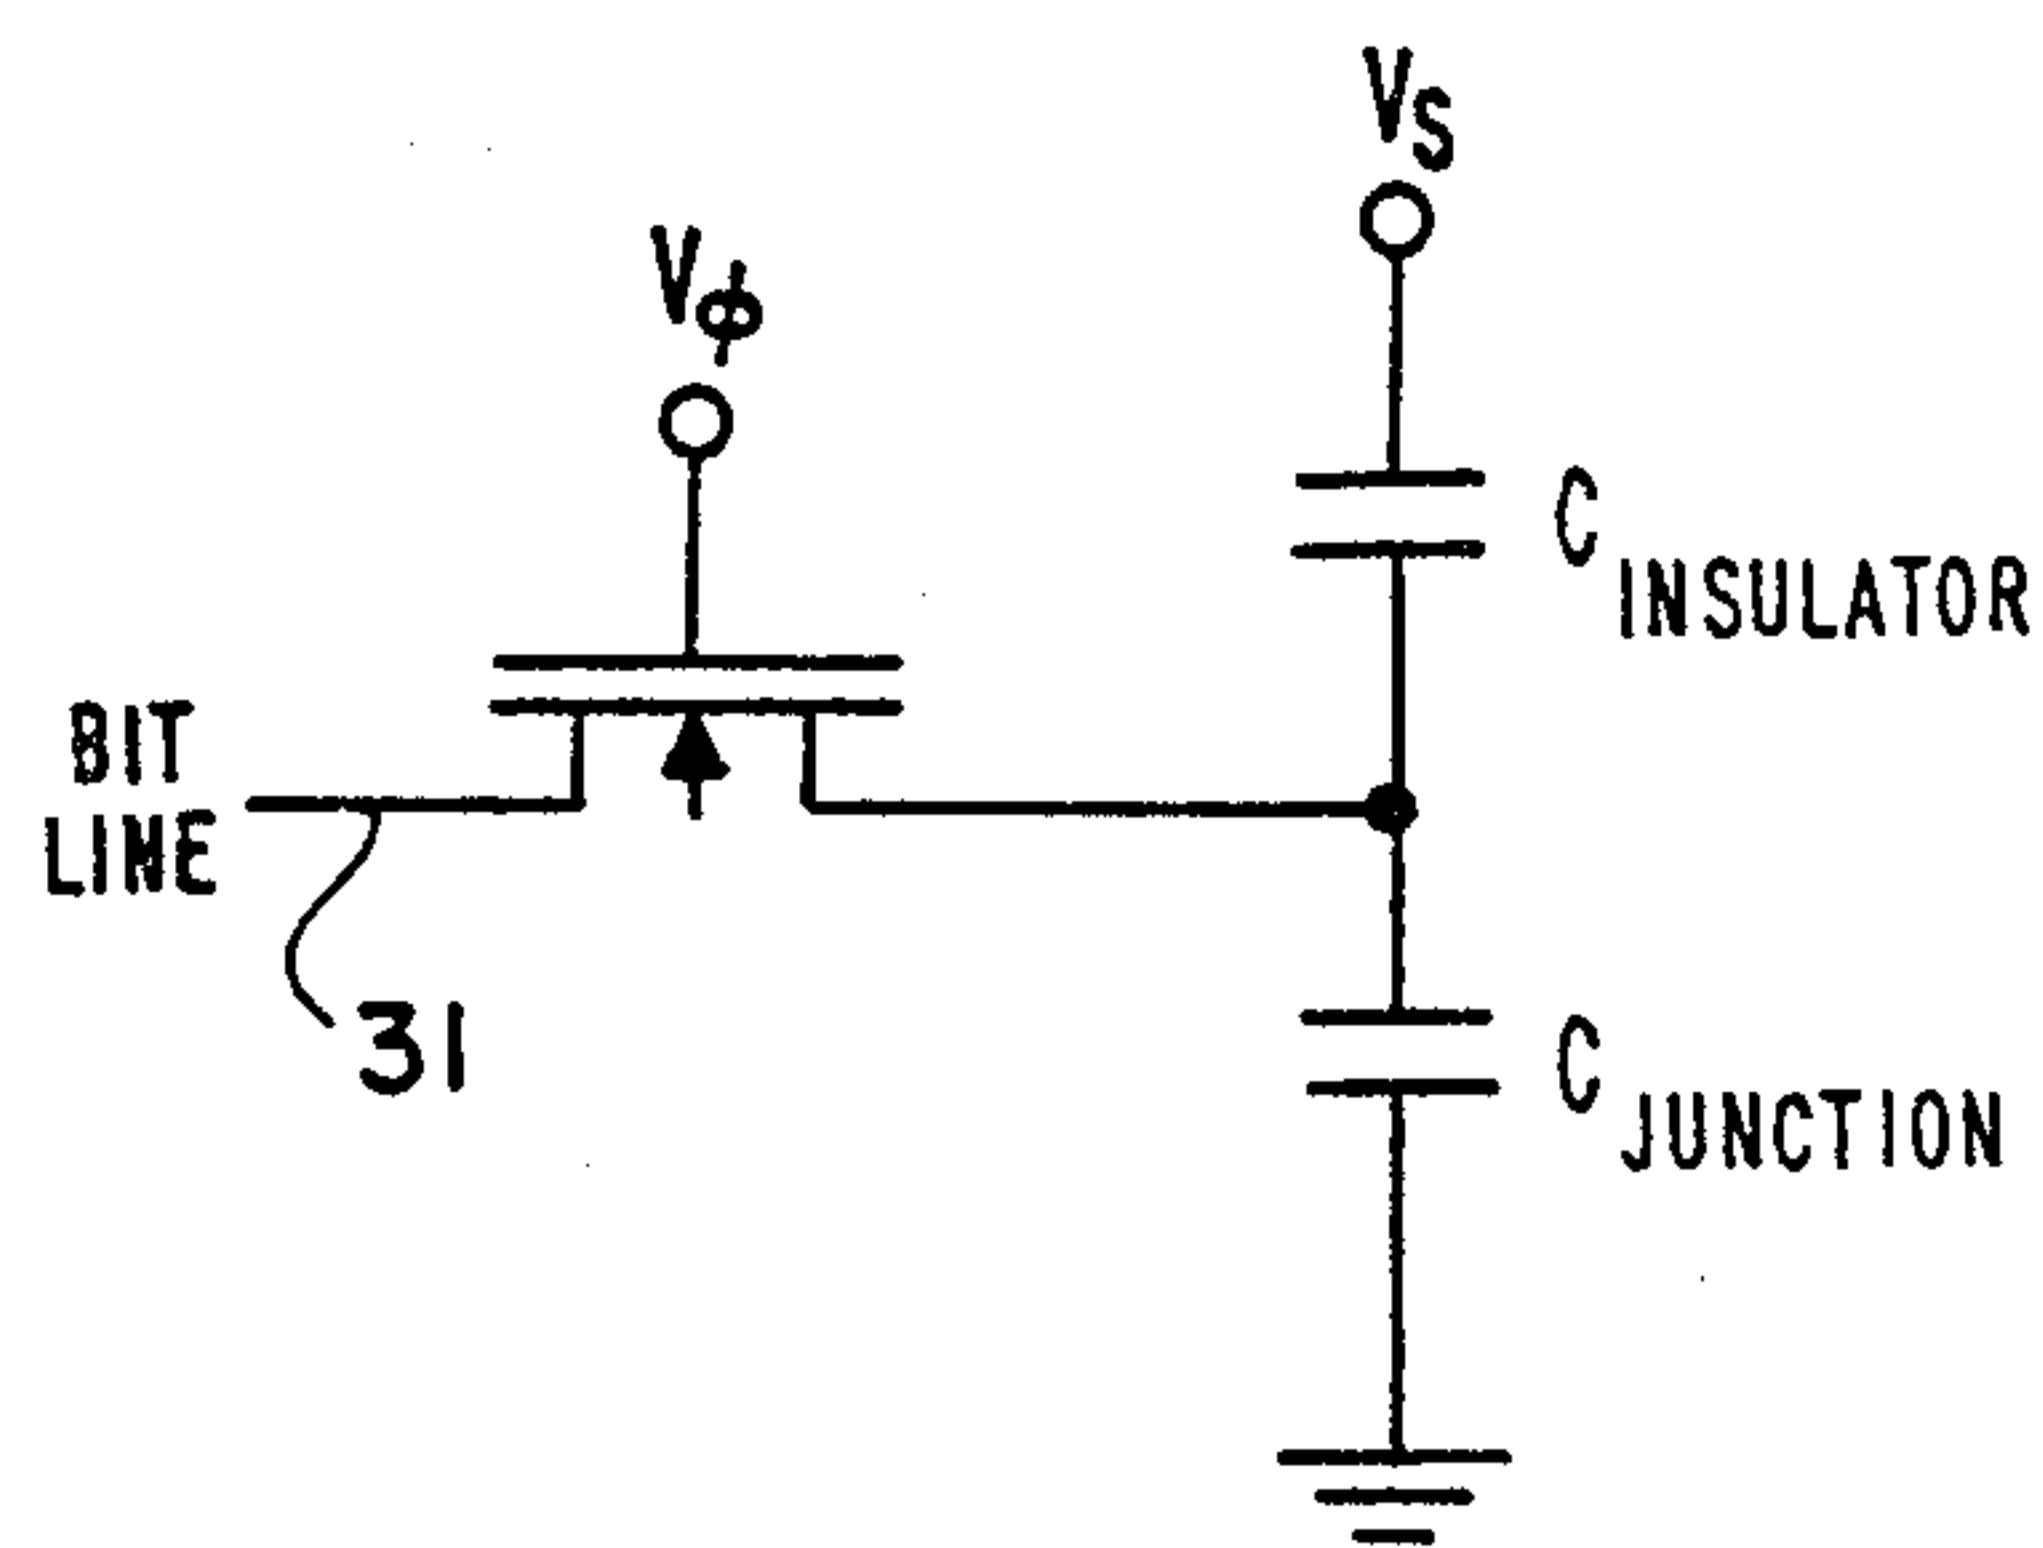 VS
Vϕ
C INSULATOR
BIT
LINE
31
C JUNCTION